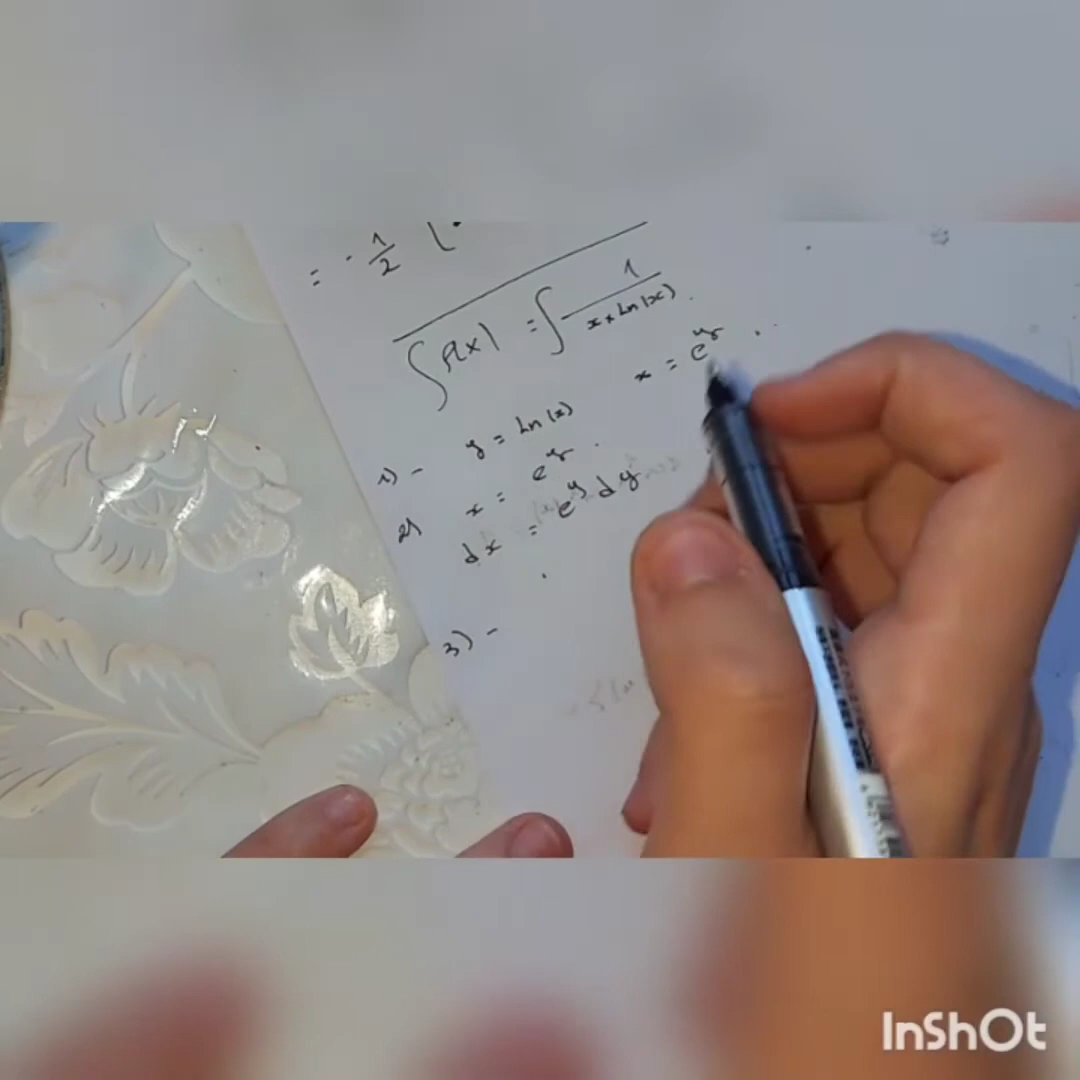 = - 1/2
∫ f(x) = ∫ 1/(x × Ln(x)).
x = e^y
1) - y = Ln(x)
2) x = e^y.
dx = e^y dy
3) -
InShOt